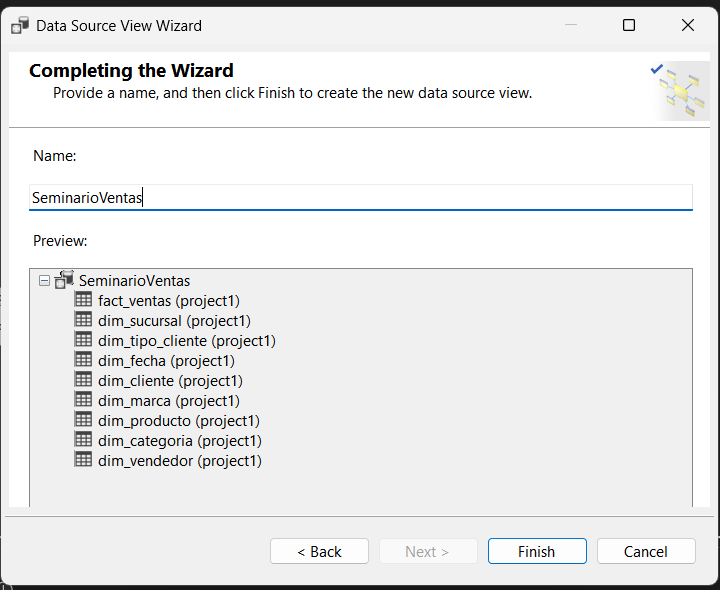 Data Source View Wizard
Completing the Wizard
Provide a name, and then click Finish to create the new data source view.
Name:
SeminarioVentas
Preview:
SeminarioVentas
fact_ventas (project1)
dim_sucursal (project1)
dim_tipo_cliente (project1)
dim_fecha (project1)
dim_cliente (project1)
dim_marca (project1)
dim_producto (project1)
dim_categoria (project1)
dim_vendedor (project1)
< Back
Next >
Finish
Cancel